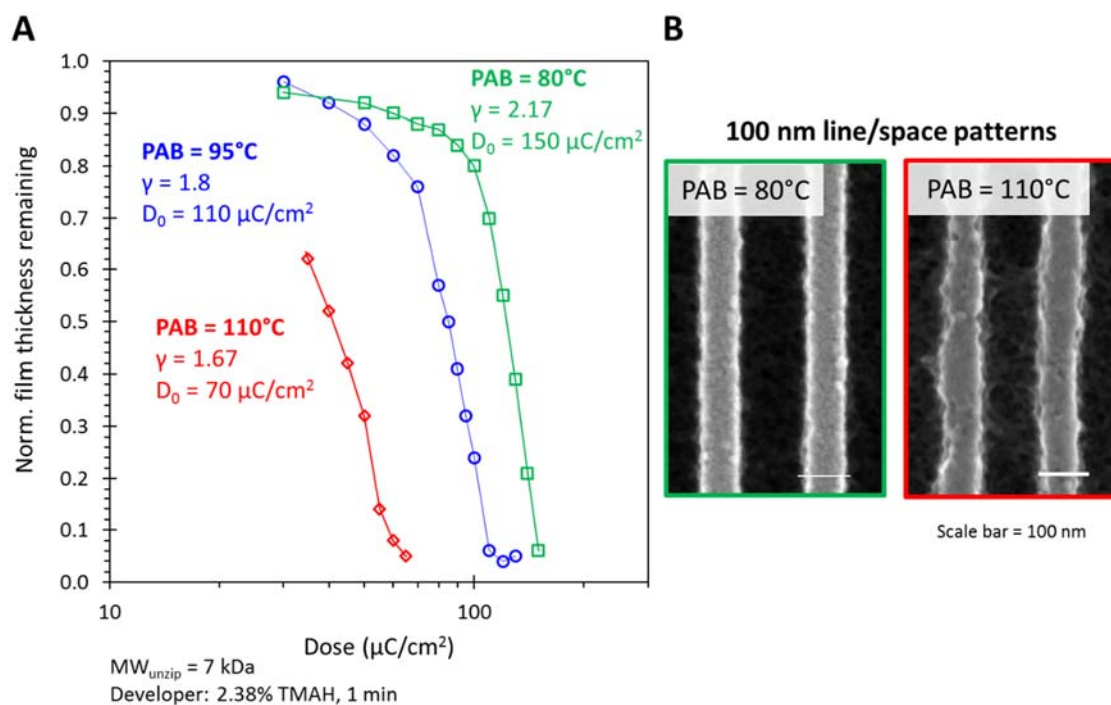 A
B
1.0
0.9
0.8
0.7
0.6
0.5
0.4
0.3
0.2
0.1
0.0
Norm. film thickness remaining
PAB = 80°C
γ = 2.17
D₀ = 150 µC/cm²
PAB = 95°C
γ = 1.8
D₀ = 110 µC/cm²
PAB = 110°C
γ = 1.67
D₀ = 70 µC/cm²
10
100
Dose (µC/cm²)
MWunzip = 7 kDa
Developer: 2.38% TMAH, 1 min
100 nm line/space patterns
PAB = 80°C
PAB = 110°C
Scale bar = 100 nm